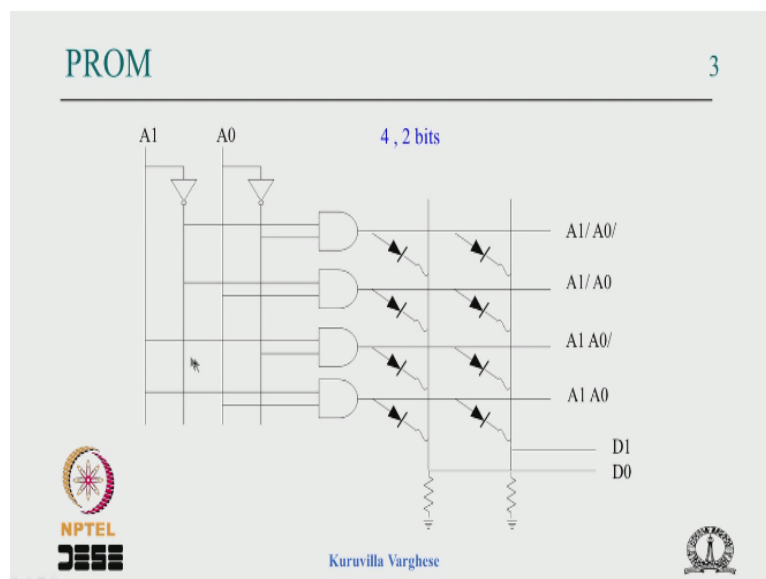 PROM
3
A1 A0
4 , 2 bits
A1/ A0/
A1/ A0
A1 A0/
A1 A0
D1
D0
NPTEL
DESE
Kuruvilla Varghese